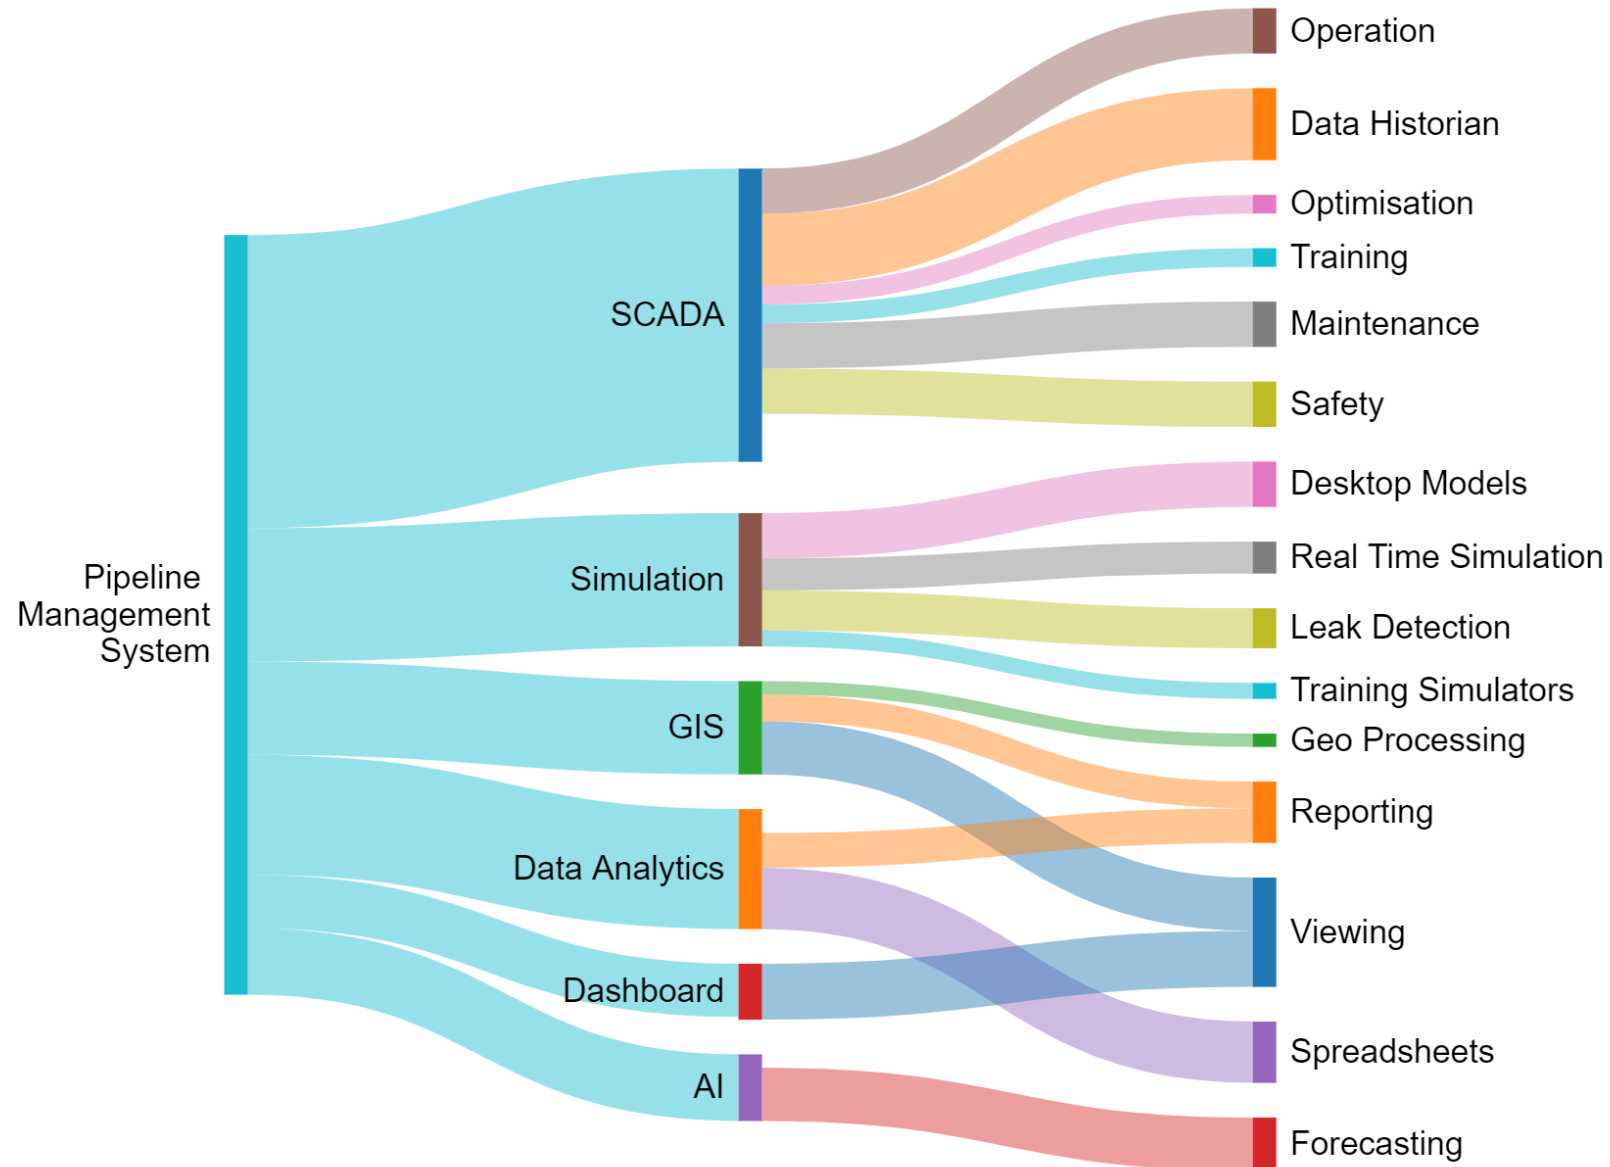 Pipeline
Management
System
SCADA
Simulation
GIS
Data Analytics
Dashboard
AI
Operation
Data Historian
Optimisation
Training
Maintenance
Safety
Desktop Models
Real Time Simulation
Leak Detection
Training Simulators
Geo Processing
Reporting
Viewing
Spreadsheets
Forecasting